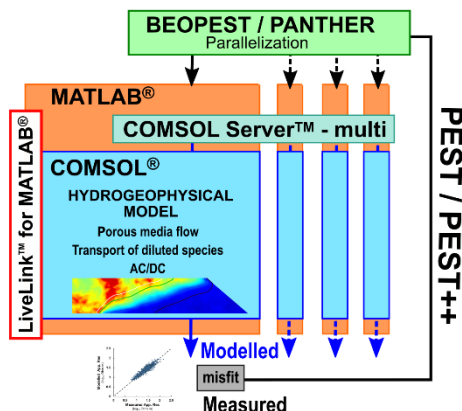 BEOPEST / PANTHER
Parallelization
MATLAB®
COMSOL Server™ - multi
LiveLink™ for MATLAB®
COMSOL®
HYDROGEOPHYSICAL
MODEL
Porous media flow
Transport of diluted species
AC/DC
PEST / PEST++
Modelled
misfit
Measured